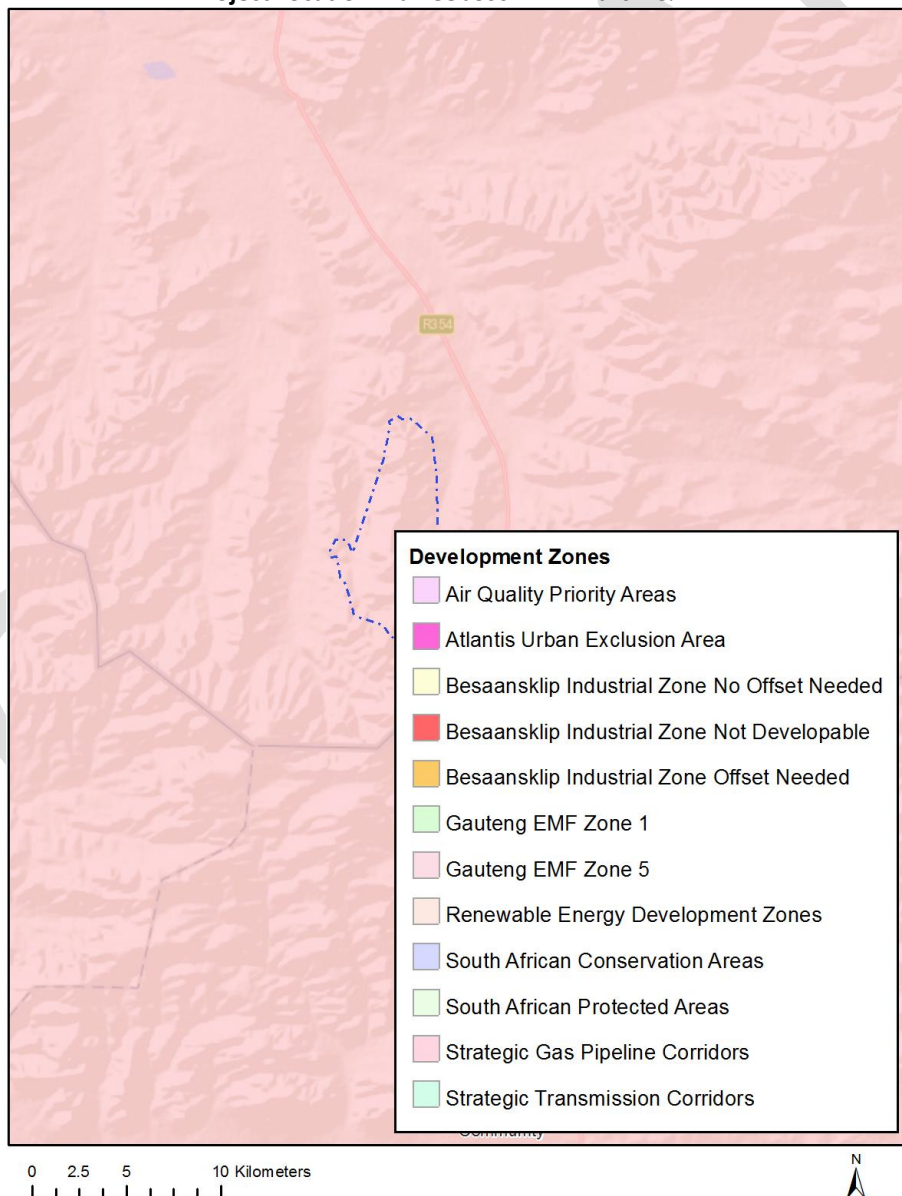 R354
Development Zones
Air Quality Priority Areas
Atlantis Urban Exclusion Area
Besaansklip Industrial Zone No Offset Needed
Besaansklip Industrial Zone Not Developable
Besaansklip Industrial Zone Offset Needed
Gauteng EMF Zone 1
Gauteng EMF Zone 5
Renewable Energy Development Zones
South African Conservation Areas
South African Protected Areas
Strategic Gas Pipeline Corridors
Strategic Transmission Corridors
Community
0 2.5 5 10 Kilometers
N